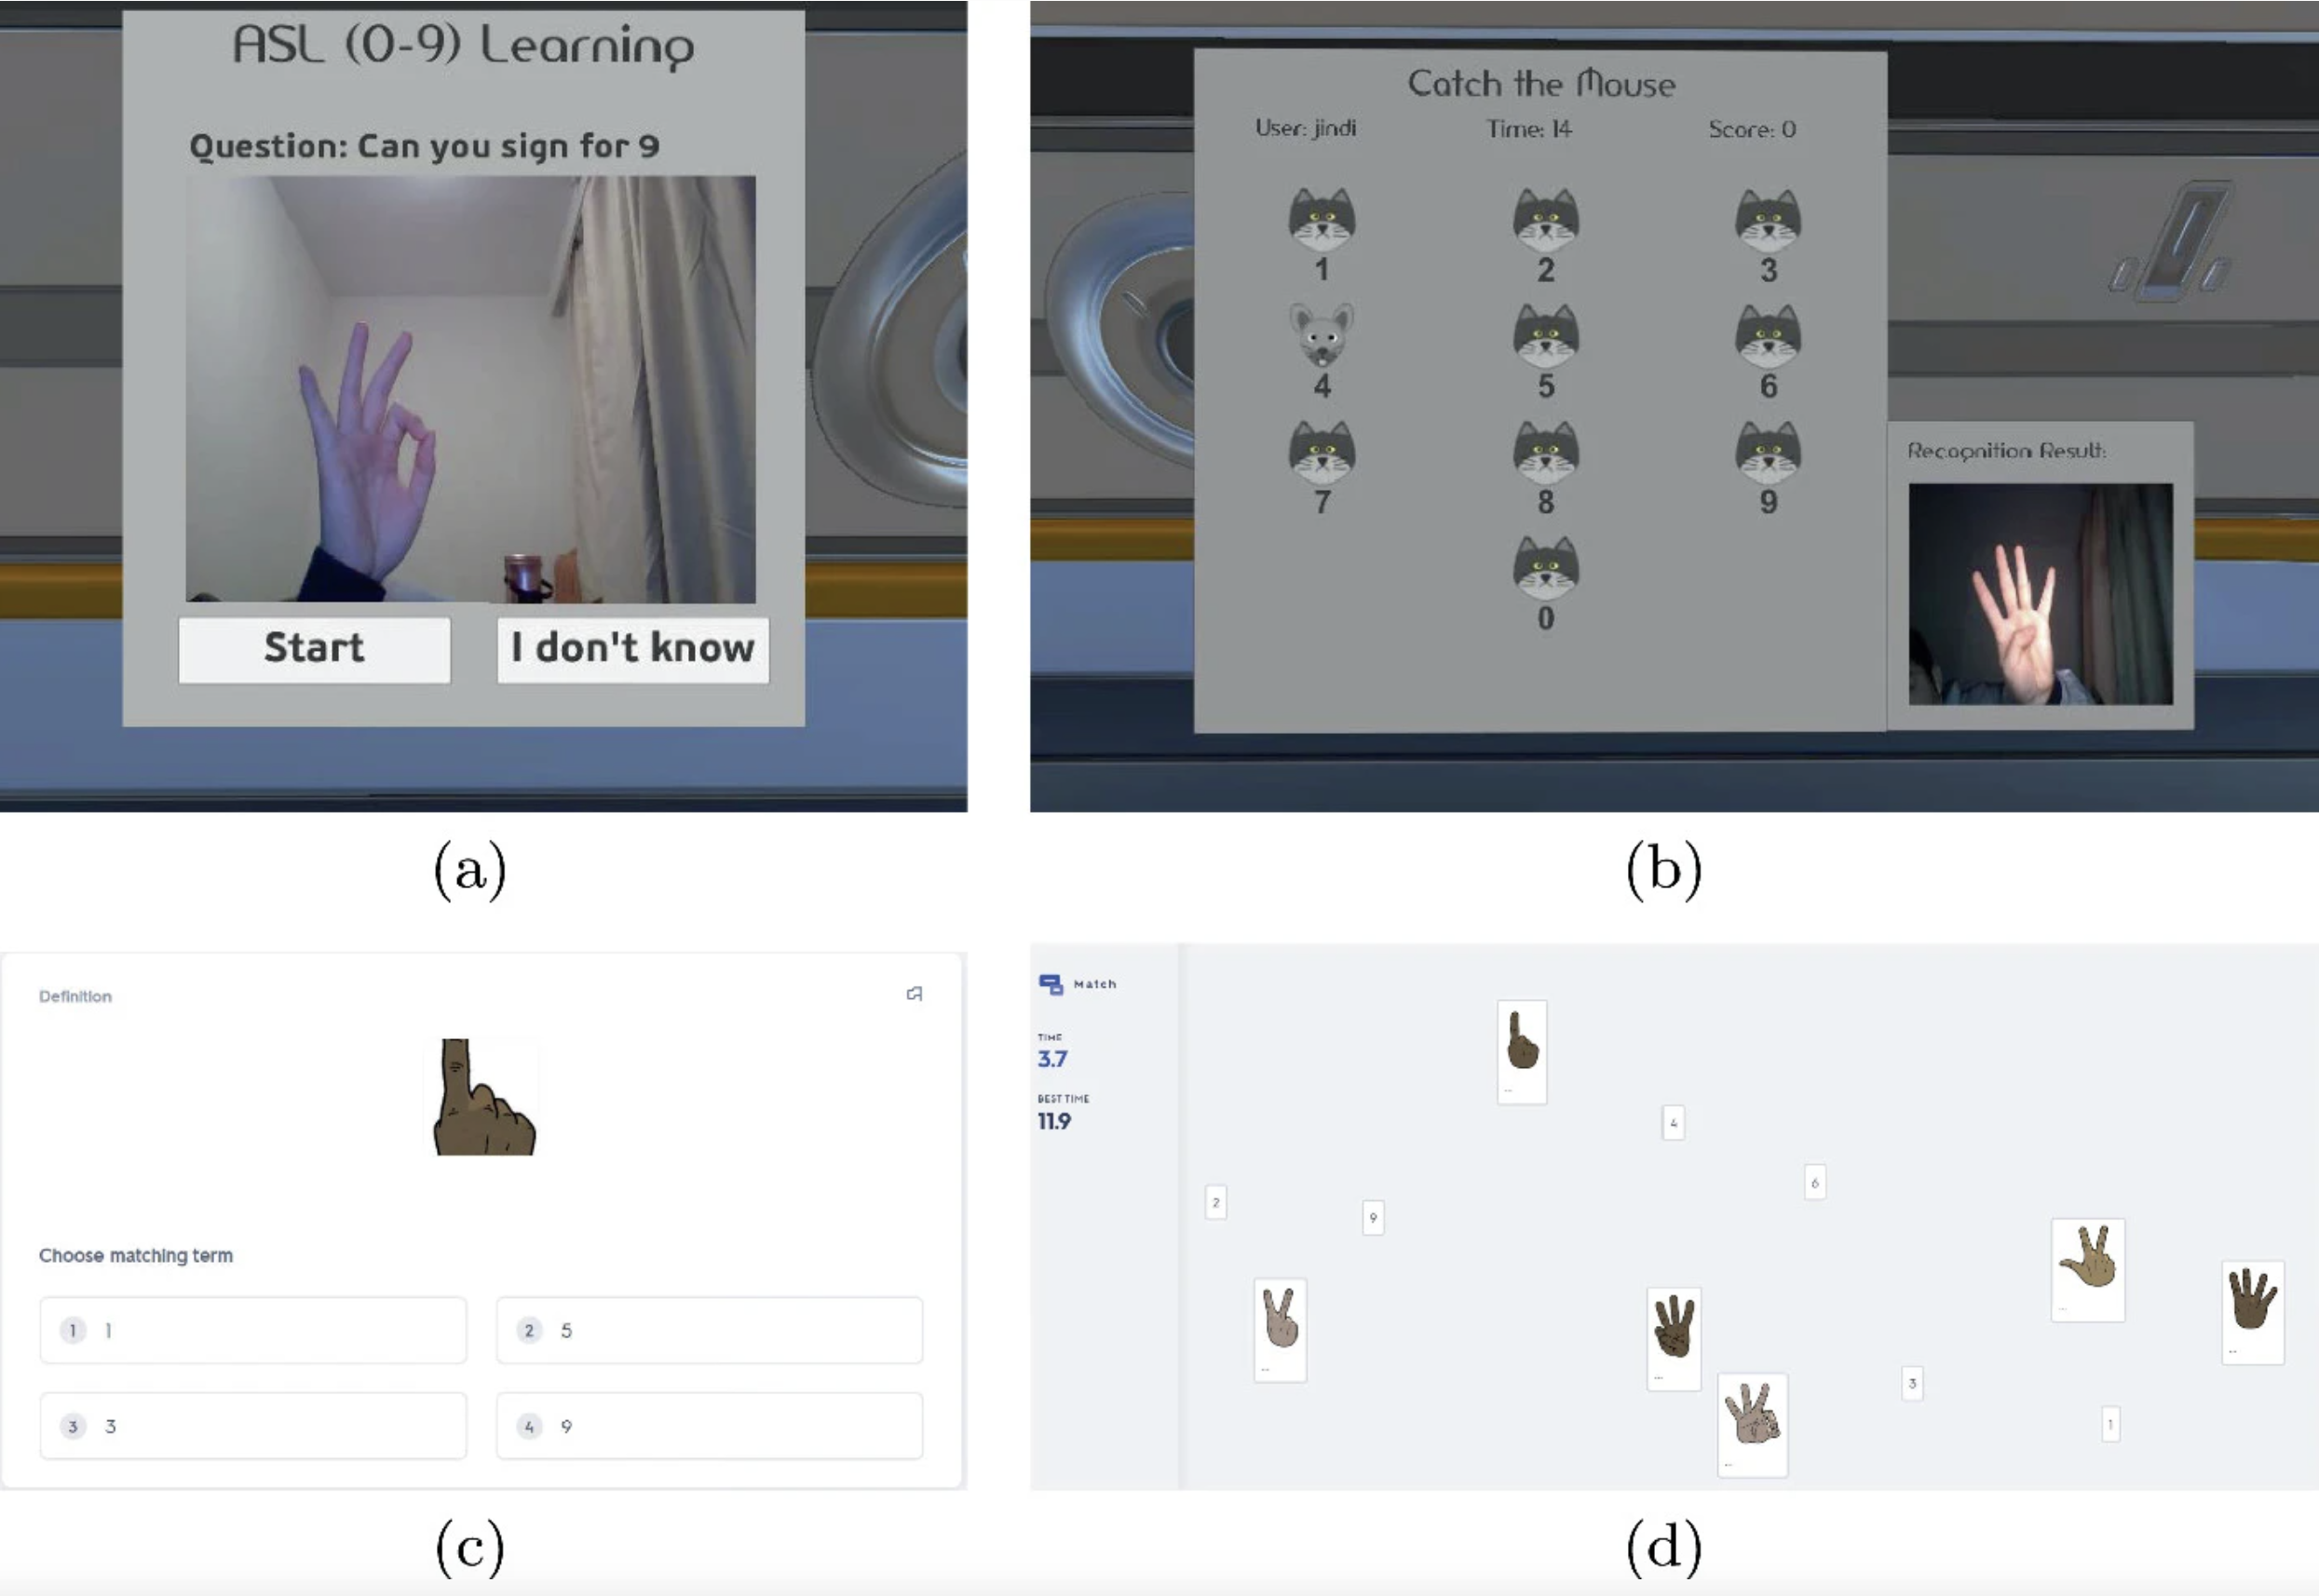 ASL (0-9) Learning
Question: Can you sign for 9
Start
I don't know
(a)
Catch the Mouse
User: jindi Time: 14 Score: 0
1 2 3
4 5 6
7 8 9
0
Recognition Result:
(b)
Definition
Choose matching term
1 1
2 5
3 3
4 9
(c)
Match
TIME
3.7
BEST TIME
11.9
4
6
2
9
3
1
(d)